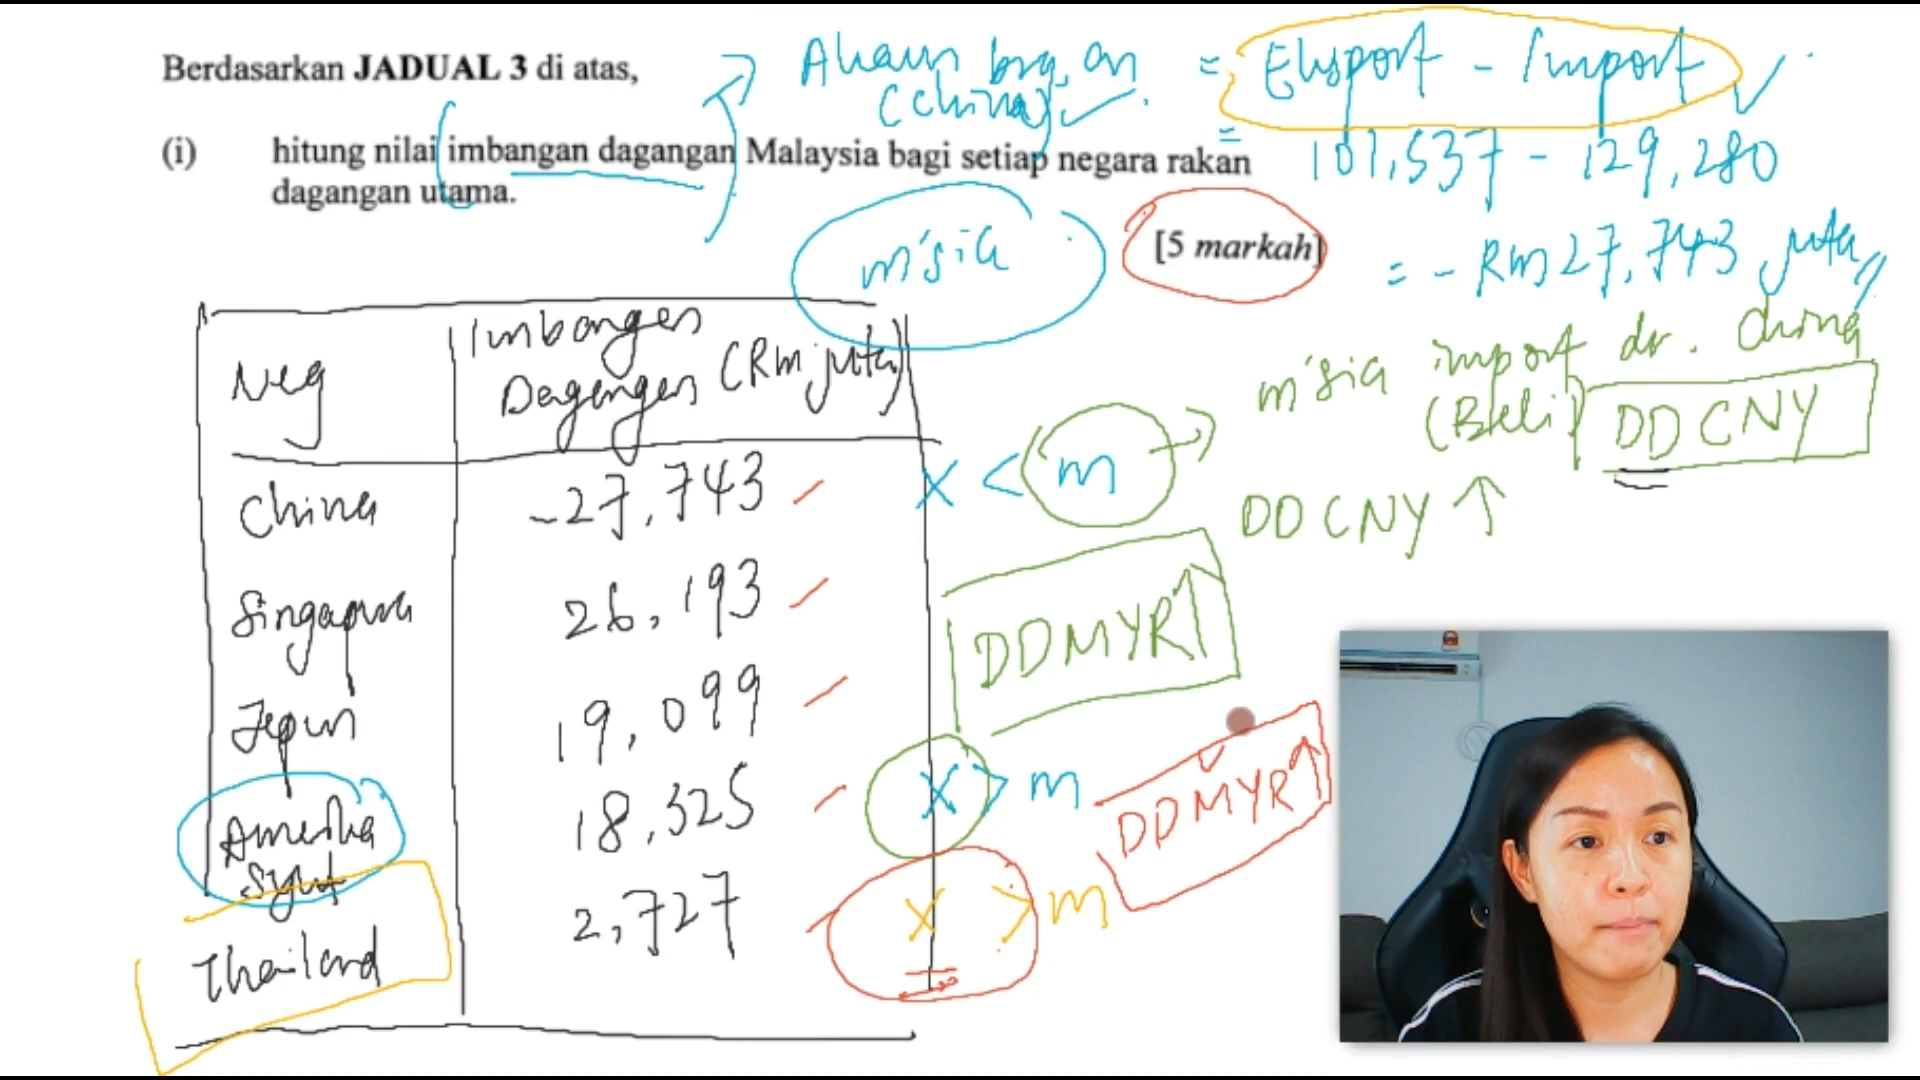 Berdasarkan JADUAL 3 di atas,
(i) hitung nilai imbangan dagangan Malaysia bagi setiap negara rakan
dagangan utama.
[5 markah]
Akaun brg. an = Eksport - Import
(China)
= 101,537 - 129,280
= - RM27,743 juta
m'sia
Neg
Imbangan
Dagangan (RM juta)
China -27,743
Singapura 26,193
Jepun 19,099
Amerika 18,325
Syut
Thailand 2,727
X < m
m'sia import dr. China
(Beli) DD CNY
DD CNY ↑
DDMYR↑
X > m
DDMYR↑
X > m